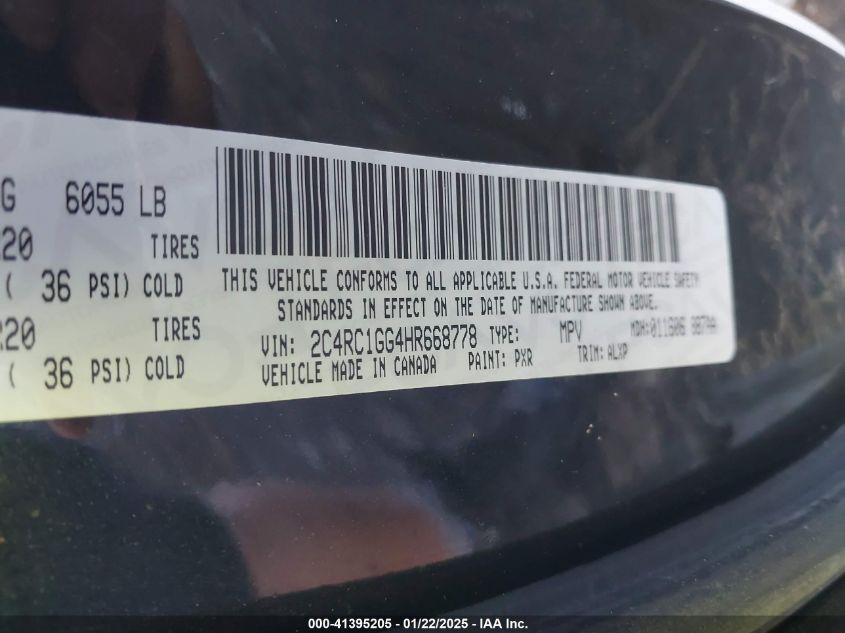 G 6055 LB
20 TIRES
( 36 PSI) COLD
R20 TIRES
( 36 PSI) COLD
THIS VEHICLE CONFORMS TO ALL APPLICABLE U.S.A. FEDERAL MOTOR VEHICLE SAFETY
STANDARDS IN EFFECT ON THE DATE OF MANUFACTURE SHOWN ABOVE.
VIN: 2C4RC1GG4HR668778 TYPE: MPV MDH:
VEHICLE MADE IN CANADA PAINT: PXR TRIM: ALXP
000-41395205 - 01/22/2025 - IAA Inc.